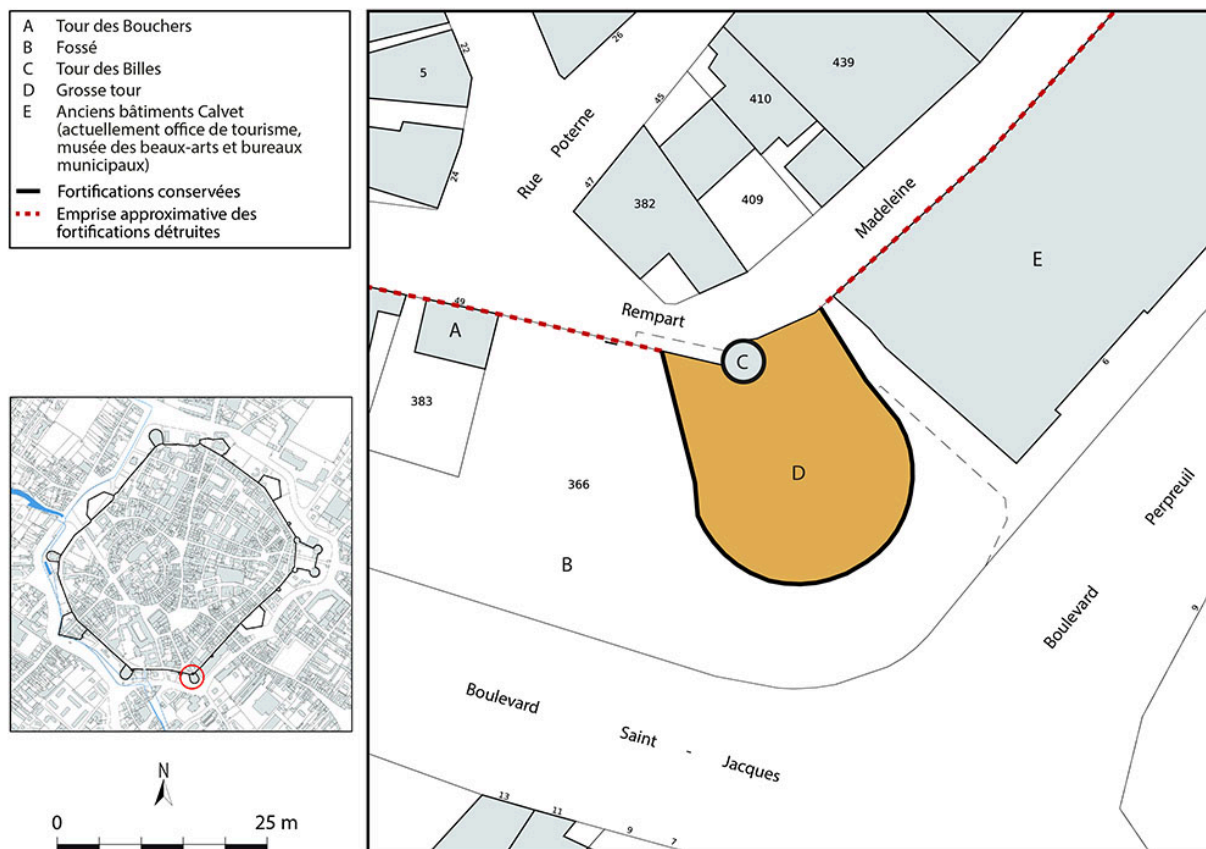 A Tour des Bouchers
B Fossé
C Tour des Billes
D Grosse tour
E Anciens bâtiments Calvet
(actuellement office de tourisme,
musée des beaux-arts et bureaux
municipaux)
Fortifications conservées
Emprise approximative des
fortifications détruites
N
0 25 m
22
26
5
439
45
410
Rue Poterne
24
47
382
409
Madeleine
E
49
Rempart
A
C
6
383
366
D
Perpreuil
B
Boulevard
9
Boulevard
Saint - Jacques
13
11
9
7